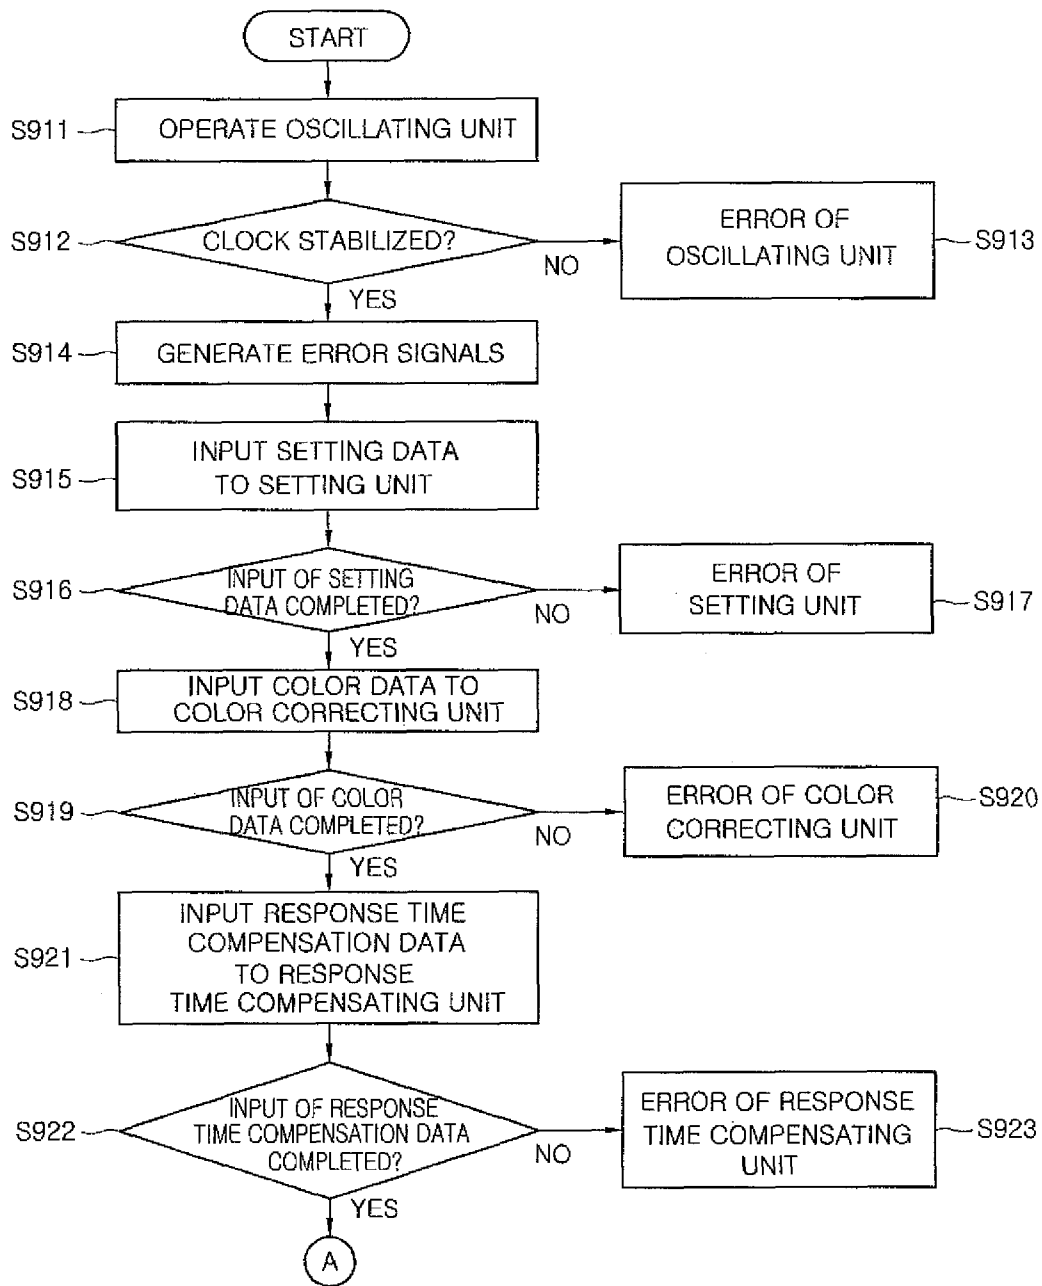 START
S911
OPERATE OSCILLATING UNIT
S912
CLOCK STABILIZED?
NO
ERROR OF
OSCILLATING UNIT
S913
YES
S914
GENERATE ERROR SIGNALS
S915
INPUT SETTING DATA
TO SETTING UNIT
S916
INPUT OF SETTING
DATA COMPLETED?
NO
ERROR OF
SETTING UNIT
S917
YES
S918
INPUT COLOR DATA TO
COLOR CORRECTING UNIT
S919
INPUT OF COLOR
DATA COMPLETED?
NO
ERROR OF COLOR
CORRECTING UNIT
S920
YES
S921
INPUT RESPONSE TIME
COMPENSATION DATA
TO RESPONSE
TIME COMPENSATING UNIT
S922
INPUT OF RESPONSE
TIME COMPENSATION DATA
COMPLETED?
NO
ERROR OF RESPONSE
TIME COMPENSATING
UNIT
S923
YES
A